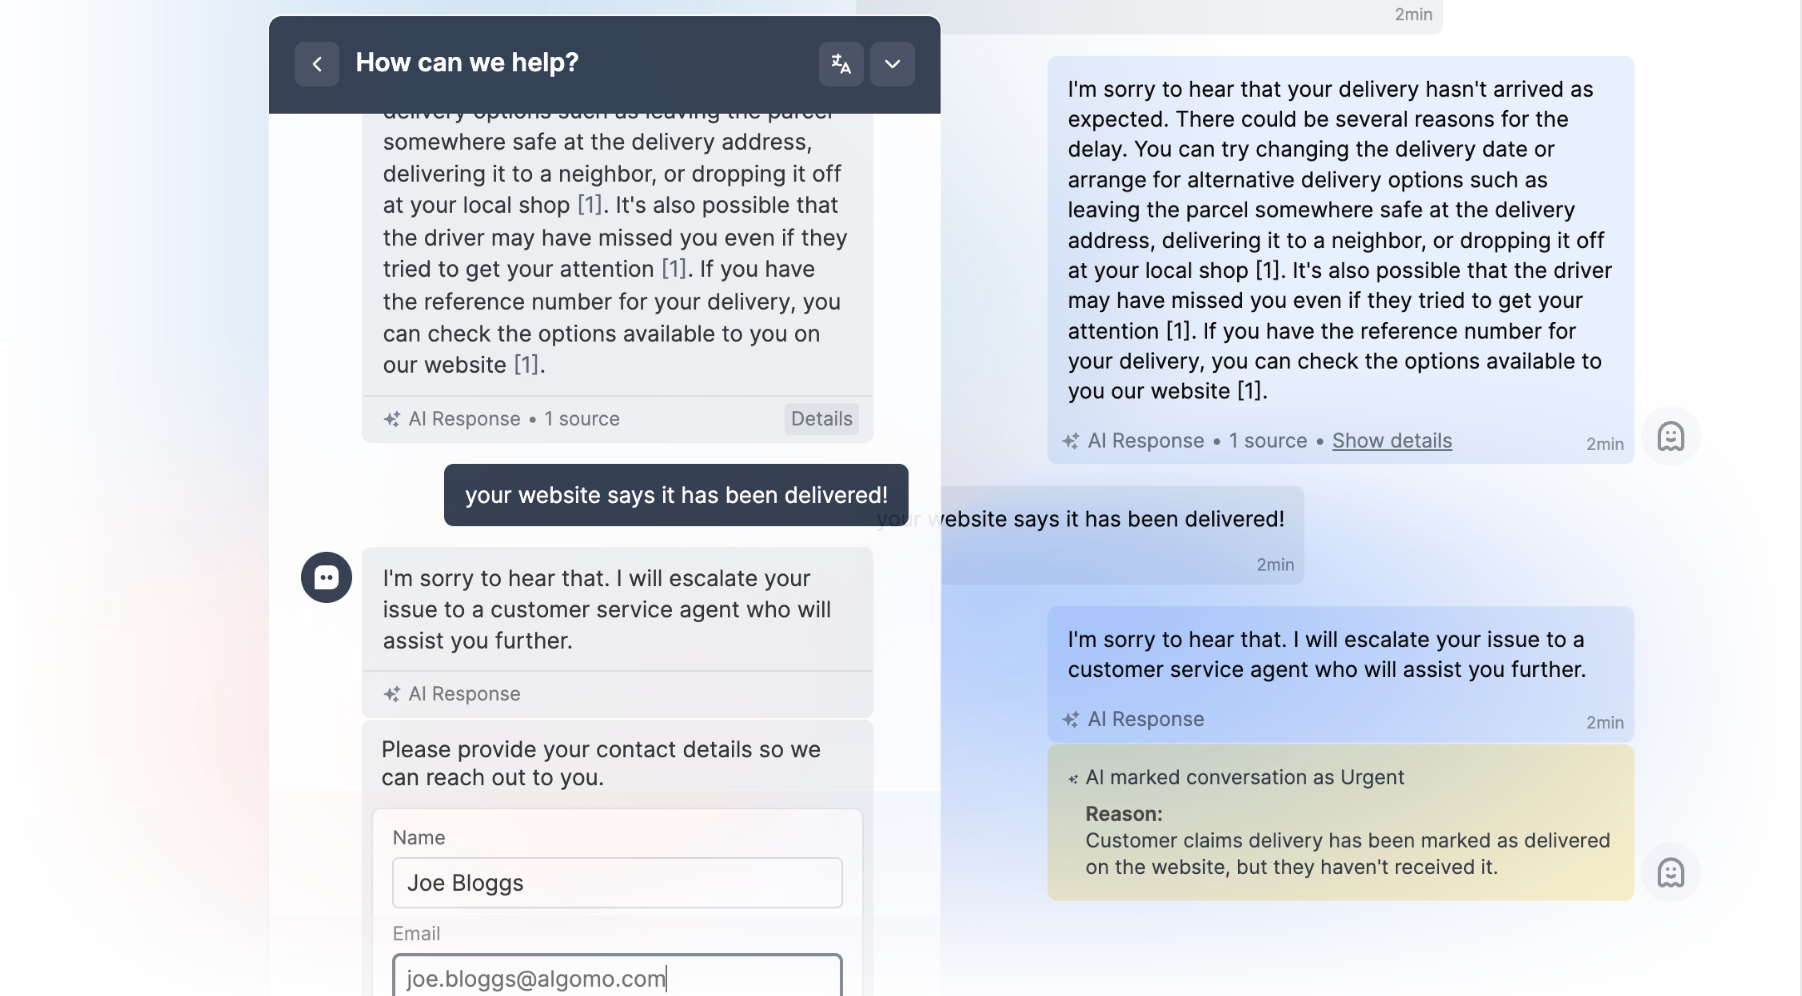 How can we help?
delivery options such as leaving the parcel
somewhere safe at the delivery address,
delivering it to a neighbor, or dropping it off
at your local shop [1]. It's also possible that
the driver may have missed you even if they
tried to get your attention [1]. If you have
the reference number for your delivery, you
can check the options available to you on
our website [1].
AI Response • 1 source
Details
your website says it has been delivered!
I'm sorry to hear that. I will escalate your
issue to a customer service agent who will
assist you further.
AI Response
Please provide your contact details so we
can reach out to you.
Name
Joe Bloggs
Email
joe.bloggs@algomo.com
2min
I'm sorry to hear that your delivery hasn't arrived as
expected. There could be several reasons for the
delay. You can try changing the delivery date or
arrange for alternative delivery options such as
leaving the parcel somewhere safe at the delivery
address, delivering it to a neighbor, or dropping it off
at your local shop [1]. It's also possible that the driver
may have missed you even if they tried to get your
attention [1]. If you have the reference number for
your delivery, you can check the options available to
you our website [1].
AI Response • 1 source • Show details
2min
your website says it has been delivered!
2min
I'm sorry to hear that. I will escalate your issue to a
customer service agent who will assist you further.
AI Response
2min
AI marked conversation as Urgent
Reason:
Customer claims delivery has been marked as delivered
on the website, but they haven't received it.